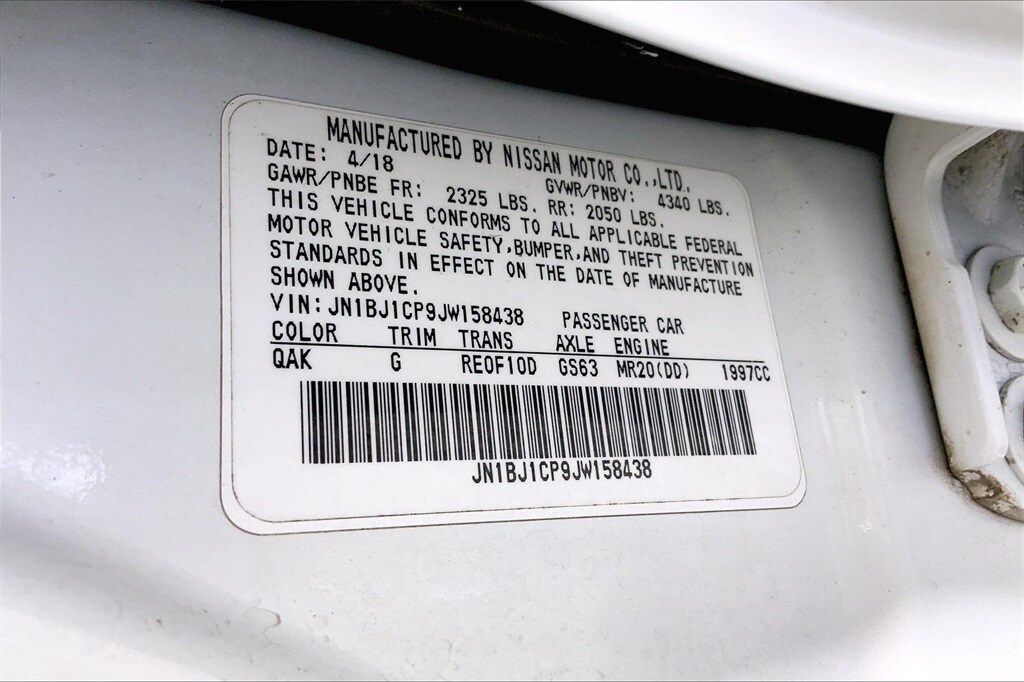 MANUFACTURED BY NISSAN MOTOR CO.,LTD.
DATE: 4/18 GVWR/PNBV: 4340 LBS.
GAWR/PNBE FR: 2325 LBS. RR: 2050 LBS.
THIS VEHICLE CONFORMS TO ALL APPLICABLE FEDERAL
MOTOR VEHICLE SAFETY,BUMPER,AND THEFT PREVENTION
STANDARDS IN EFFECT ON THE DATE OF MANUFACTURE
SHOWN ABOVE.
VIN:JN1BJ1CP9JW158438 PASSENGER CAR
COLOR TRIM TRANS AXLE ENGINE
QAK G RE0F10D GS63 MR20(DD) 1997CC
JN1BJ1CP9JW158438